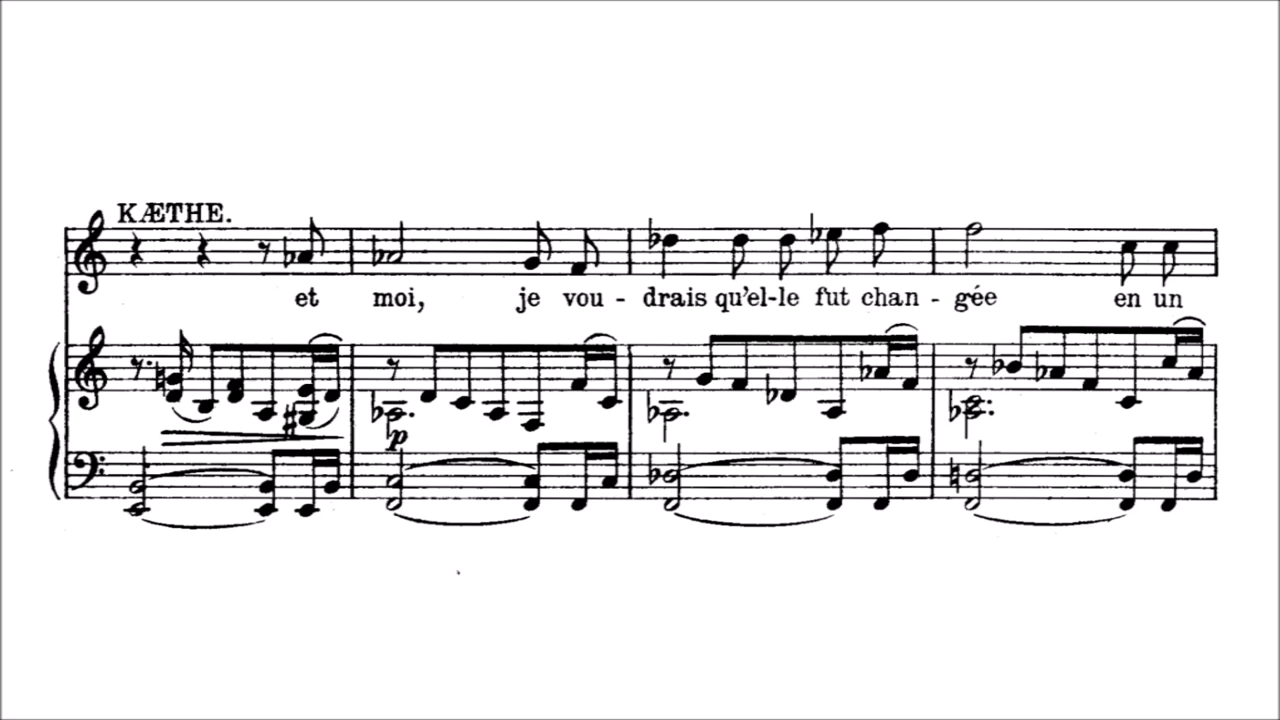 KÆTHE.
et moi, je vou - drais qu'el-le fut chan - gée en un
p